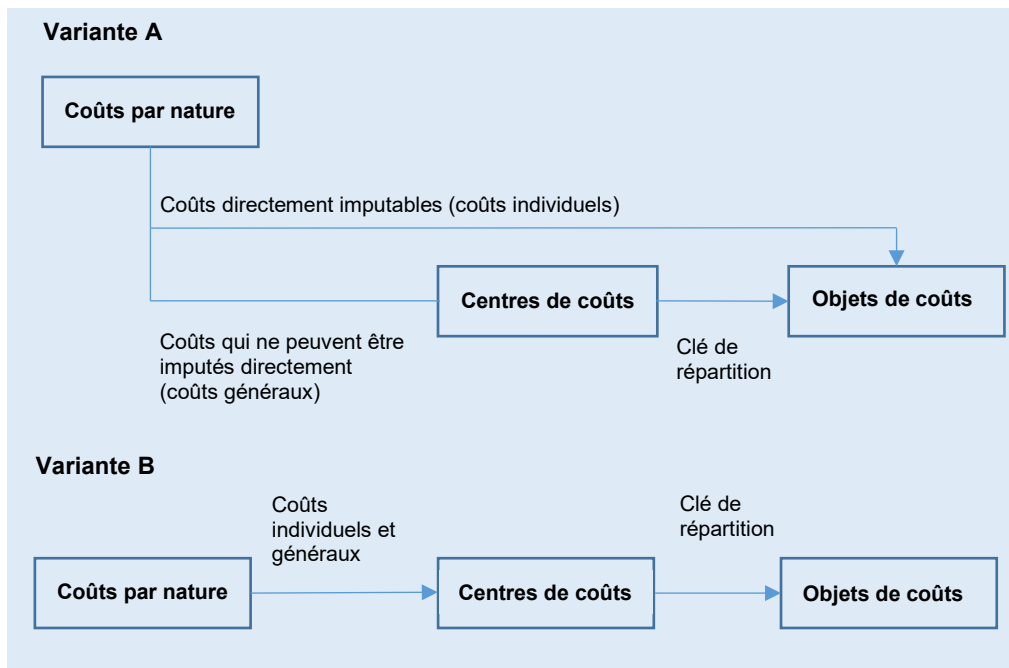 Variante A
Coûts par nature
Coûts directement imputables (coûts individuels)
Centres de coûts
Objets de coûts
Coûts qui ne peuvent être
imputés directement
(coûts généraux)
Clé de
répartition
Variante B
Coûts
individuels et
généraux
Clé de
répartition
Coûts par nature
Centres de coûts
Objets de coûts